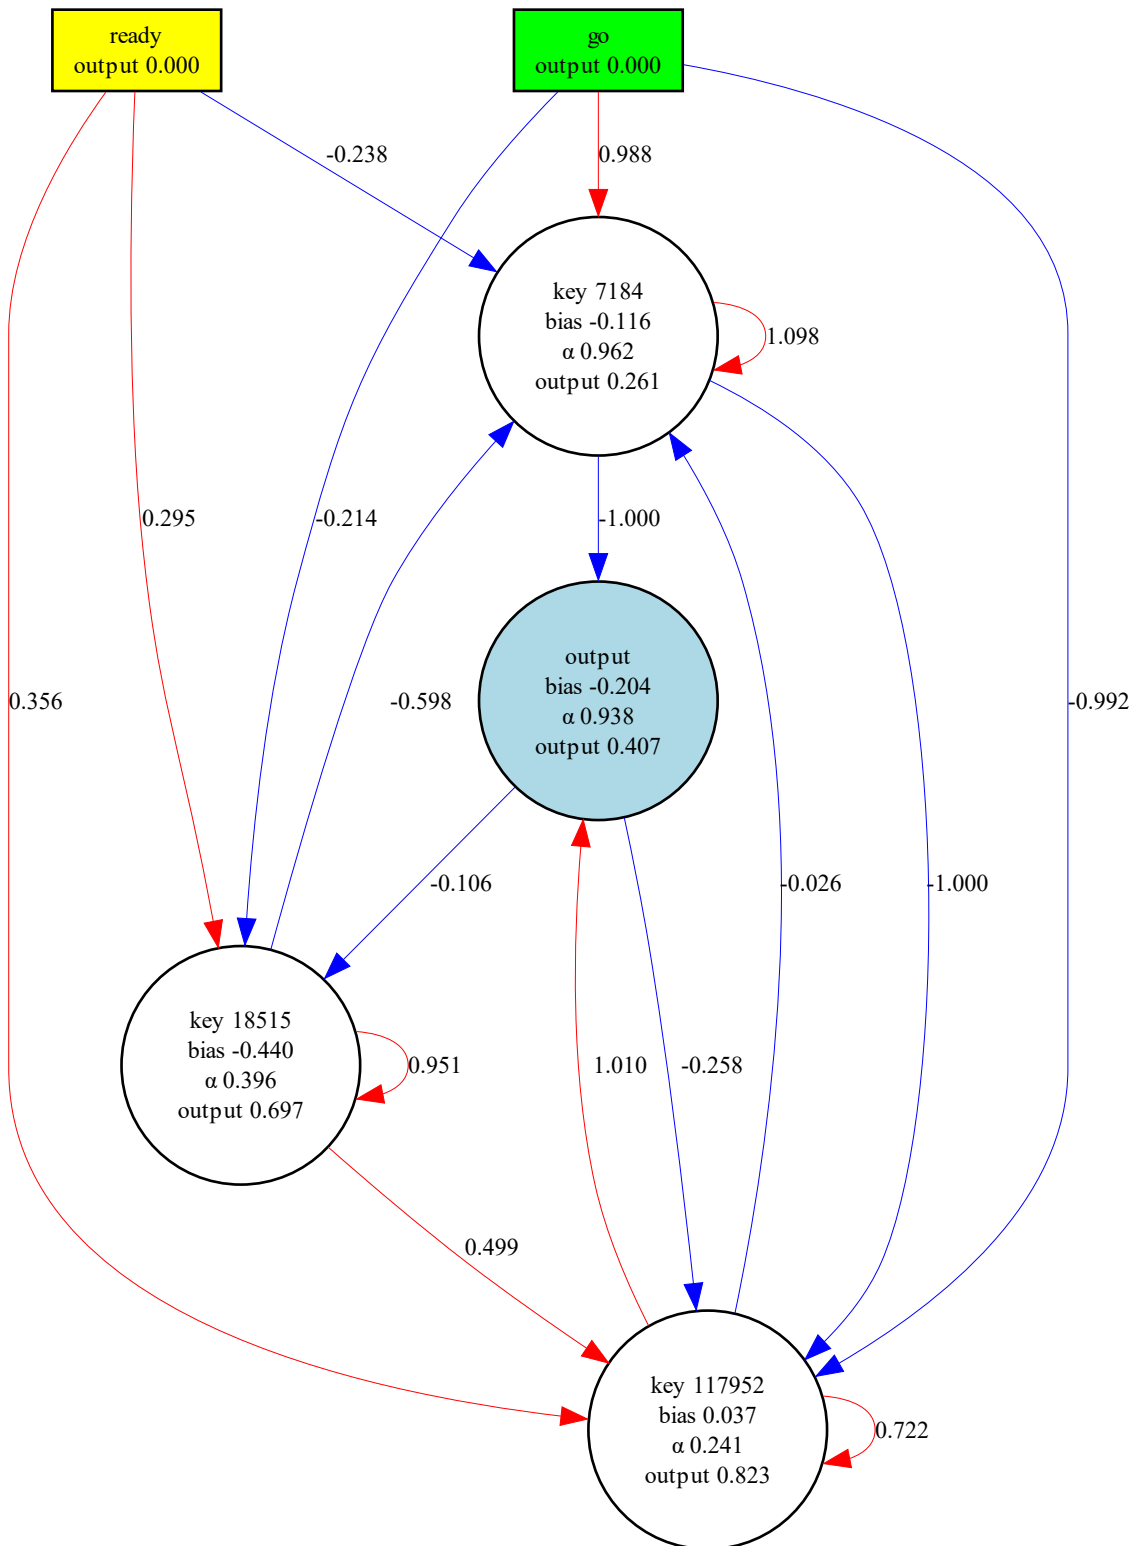 ready
output 0.000
go
output 0.000
-0.238
0.988
key 7184
bias -0.116
α 0.962
output 0.261
1.098
0.295
-0.214
-1.000
output
bias -0.204
α 0.938
output 0.407
0.356
-0.598
-0.992
-0.106
-0.026
-1.000
key 18515
bias -0.440
α 0.396
output 0.697
0.951
1.010
-0.258
0.499
key 117952
bias 0.037
α 0.241
output 0.823
0.722